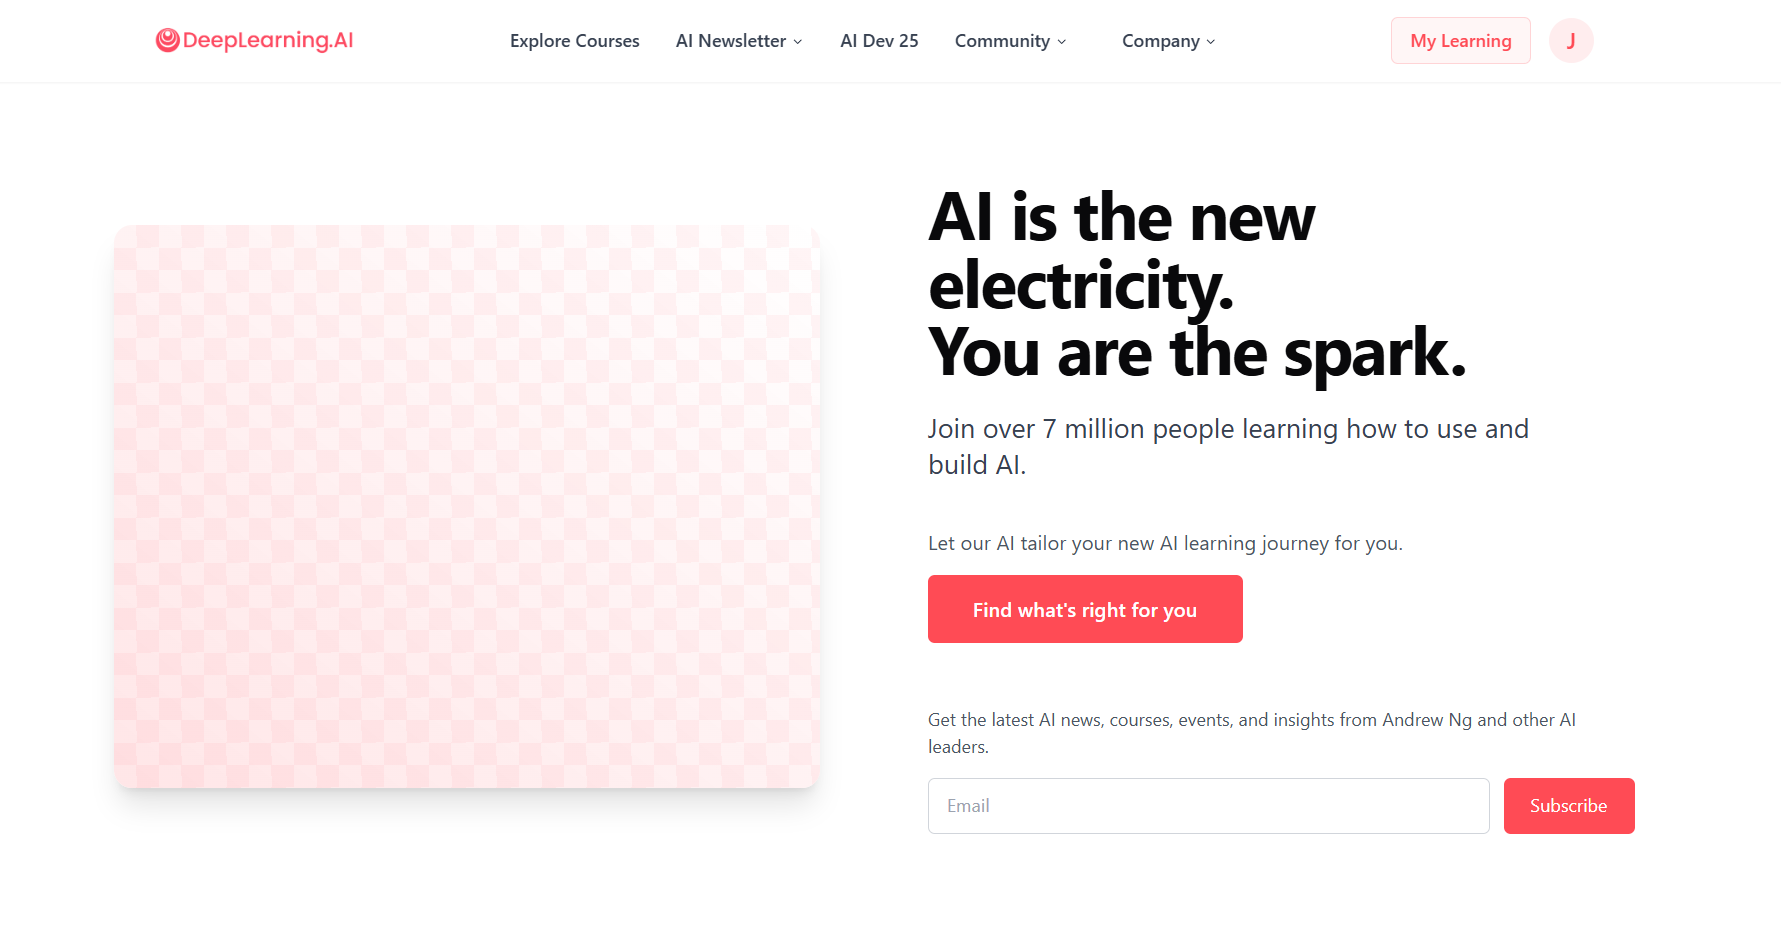 DeepLearning.AI
Explore Courses
AI Newsletter
AI Dev 25
Community
Company
My Learning
J
AI is the new
electricity.
You are the spark.
Join over 7 million people learning how to use and
build AI.
Let our AI tailor your new AI learning journey for you.
Find what's right for you
Get the latest AI news, courses, events, and insights from Andrew Ng and other AI
leaders.
Email
Subscribe